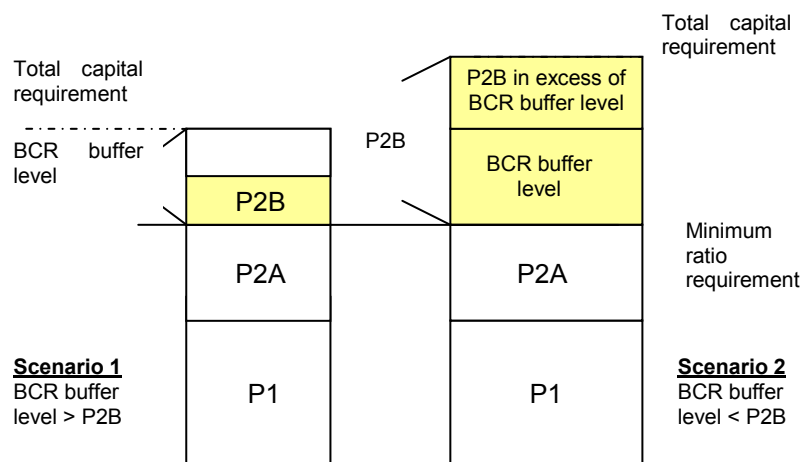 Total capital
requirement
Total capital
requirement
P2B in excess of
BCR buffer level
BCR buffer
level
P2B
BCR buffer
level
P2B
P2A
P2A
Minimum
ratio
requirement
Scenario 1
BCR buffer
level > P2B
P1
P1
Scenario 2
BCR buffer
level < P2B